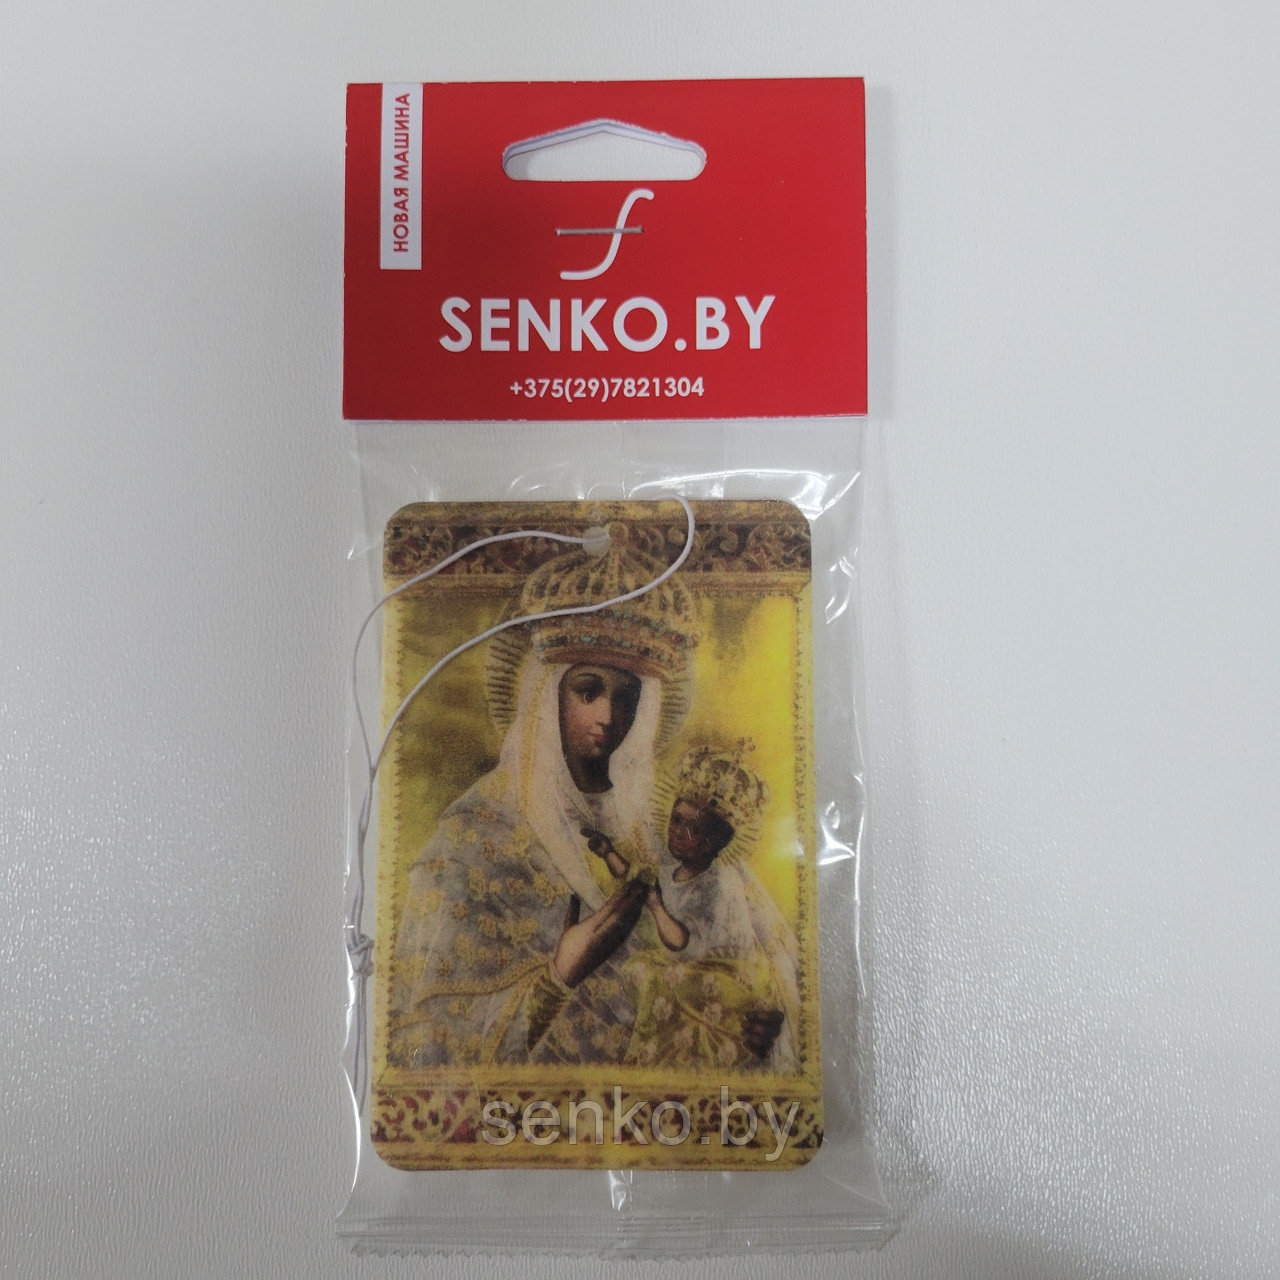 НОВАЯ МАШИНА
SENKO.BY
+375(29)7821304
senko.by